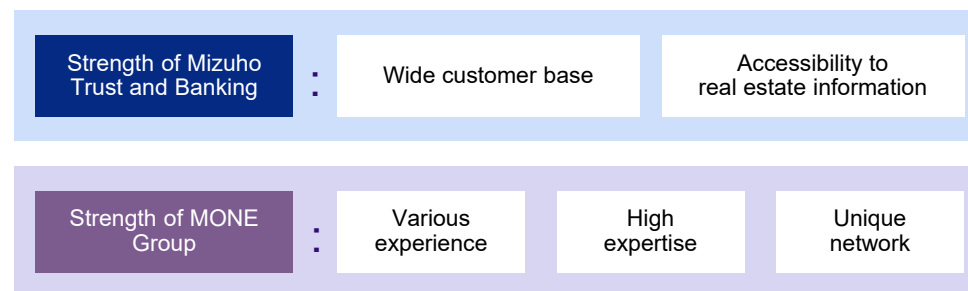 Strength of Mizuho
Trust and Banking
:
Wide customer base
Accessibility to
real estate information
Strength of MONE
Group
:
Various
experience
High
expertise
Unique
network